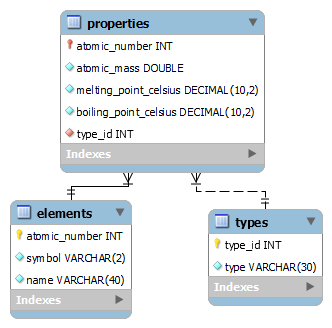 properties
atomic_number INT
atomic_mass DOUBLE
melting_point_celsius DECIMAL(10,2)
boiling_point_celsius DECIMAL(10,2)
type_id INT
Indexes
elements
atomic_number INT
symbol VARCHAR(2)
name VARCHAR(40)
Indexes
types
type_id INT
type VARCHAR(30)
Indexes